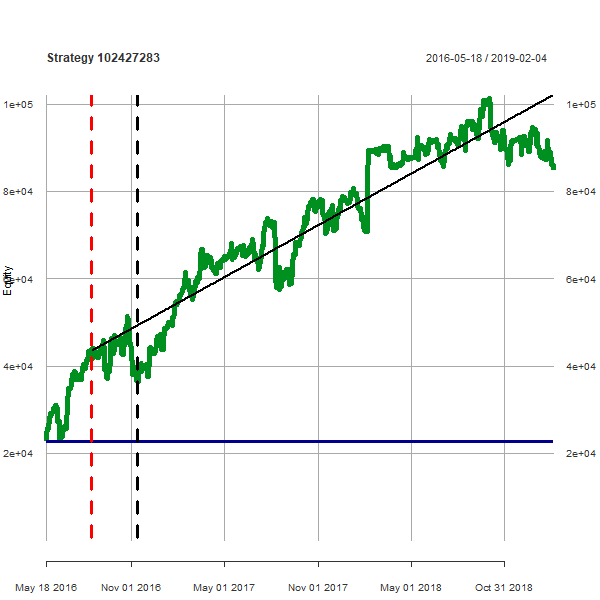 Strategy 102427283
2016-05-18 / 2019-02-04
1e+05
1e+05
8e+04
8e+04
Equity
6e+04
6e+04
4e+04
4e+04
2e+04
2e+04
May 18 2016
Nov 01 2016
May 01 2017
Nov 01 2017
May 01 2018
Oct 31 2018